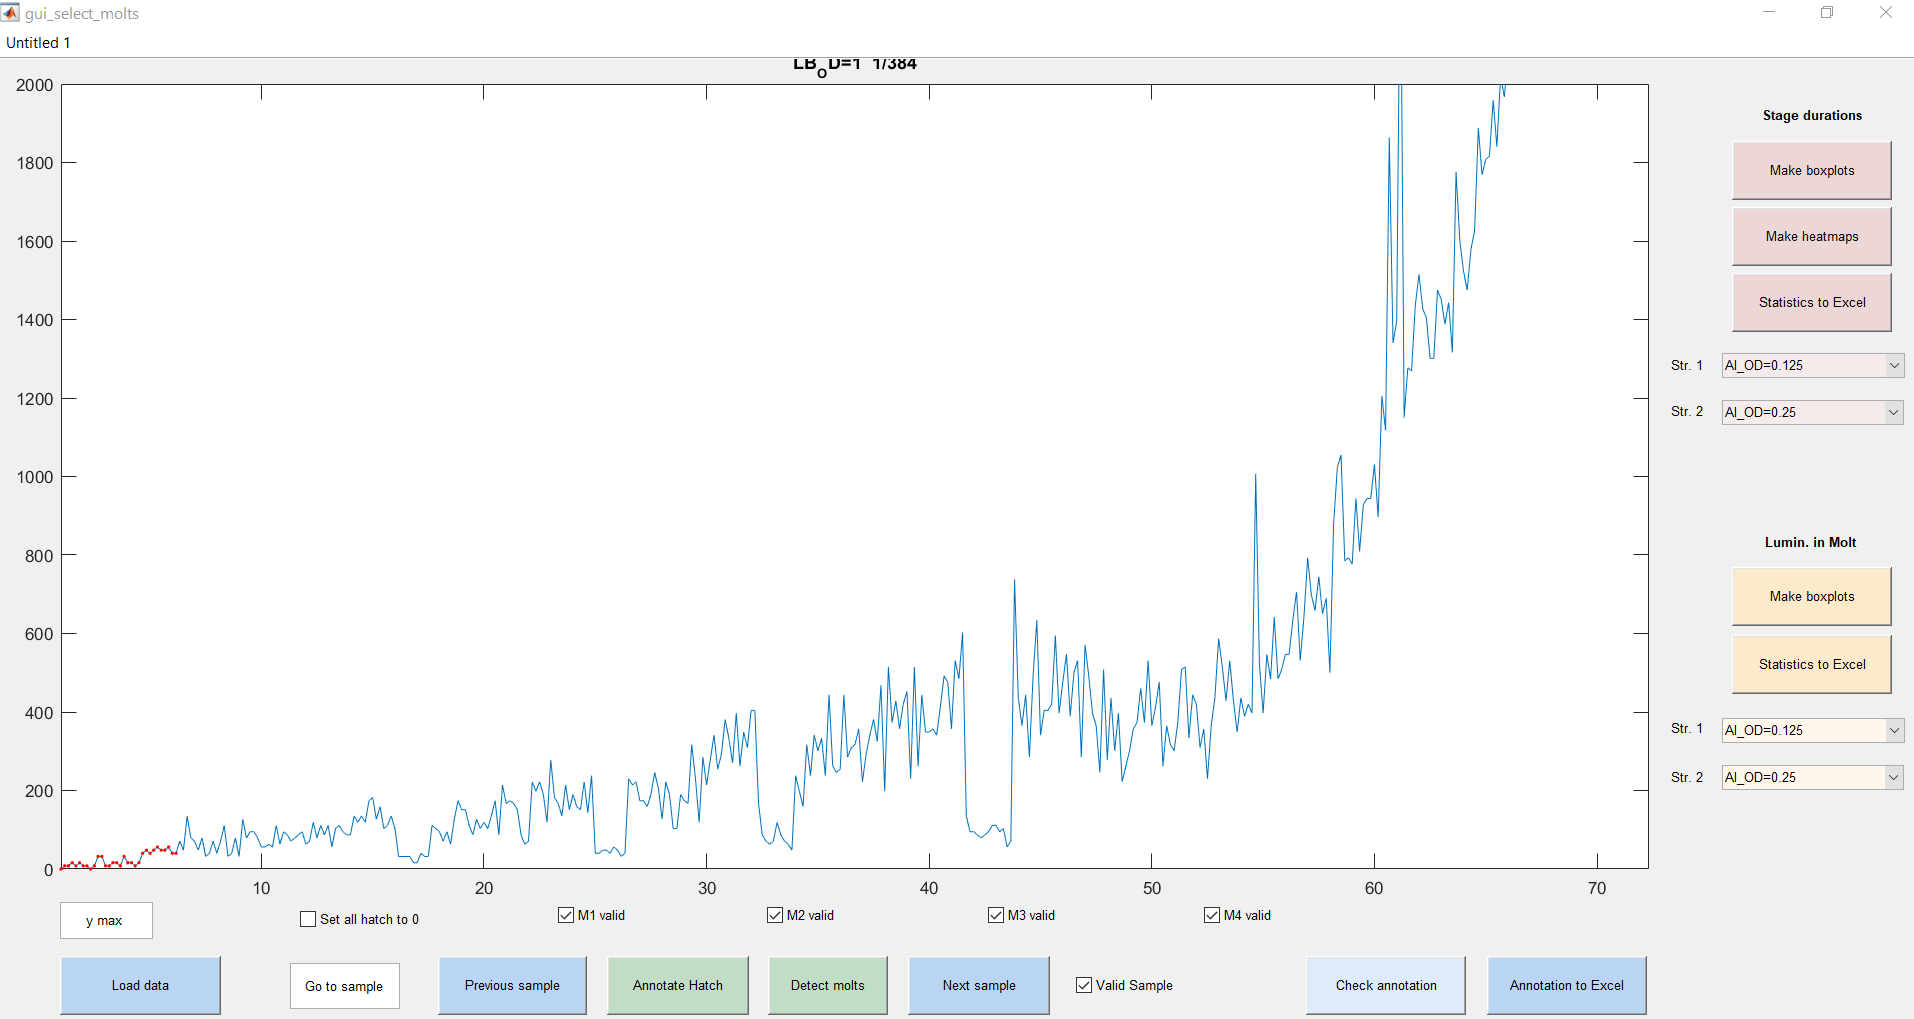 gui_select_molts
Untitled 1
LB_OD=1 1/384
2000
1800
1600
1400
1200
1000
800
600
400
200
0
10 20 30 40 50 60 70
y max
Set all hatch to 0
M1 valid
M2 valid
M3 valid
M4 valid
Load data
Go to sample
Previous sample
Annotate Hatch
Detect molts
Next sample
Valid Sample
Check annotation
Annotation to Excel
Stage durations
Make boxplots
Make heatmaps
Statistics to Excel
Str. 1 Al_OD=0.125
Str. 2 Al_OD=0.25
Lumin. in Molt
Make boxplots
Statistics to Excel
Str. 1 Al_OD=0.125
Str. 2 Al_OD=0.25